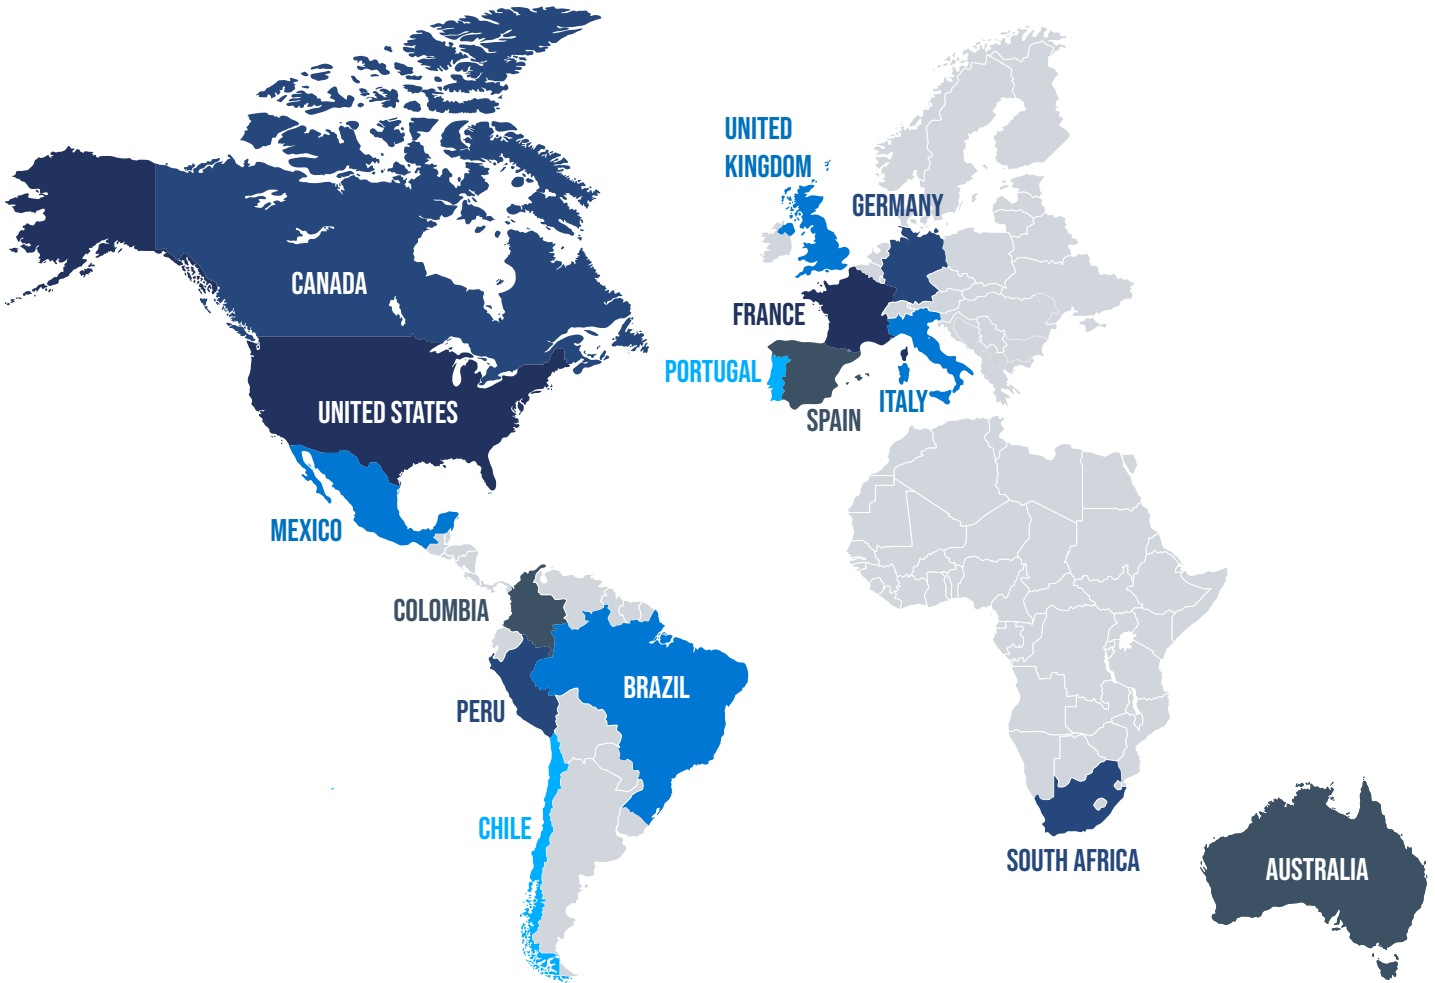 UNITED
KINGDOM
GERMANY
CANADA
FRANCE
PORTUGAL
ITALY
UNITED STATES
SPAIN
MEXICO
COLOMBIA
BRAZIL
PERU
CHILE
SOUTH AFRICA
AUSTRALIA